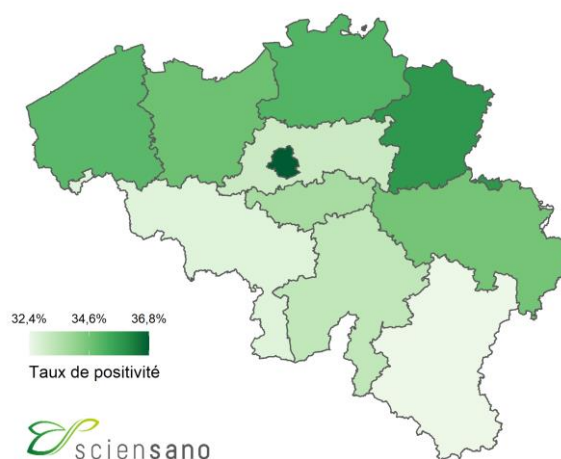 32,4% 34,6% 36,8%
Taux de positivité
sciensano